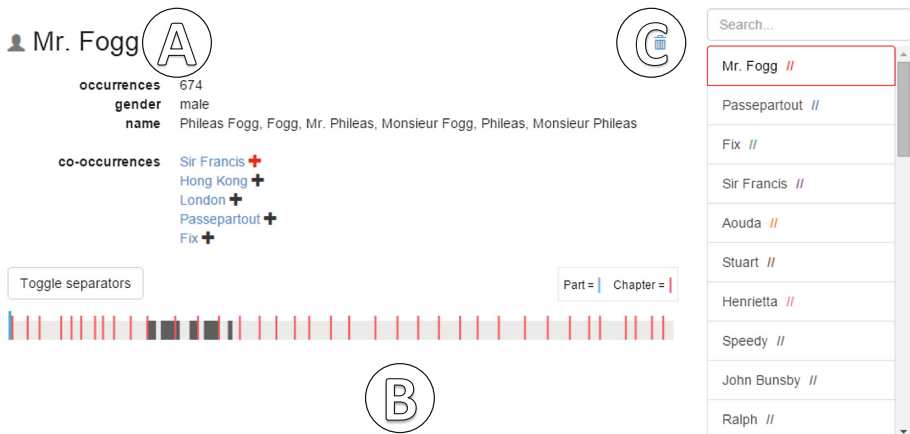 Mr. Fogg A
C
occurrences 674
gender male
name Phileas Fogg, Fogg, Mr. Phileas, Monsieur Fogg, Phileas, Monsieur Phileas
co-occurrences Sir Francis
Hong Kong
London
Passepartout
Fix
Toggle separators
Part = | Chapter = |
B
Search...
Mr. Fogg //
Passepartout //
Fix //
Sir Francis //
Aouda //
Stuart //
Henrietta //
Speedy //
John Bunsby //
Ralph //